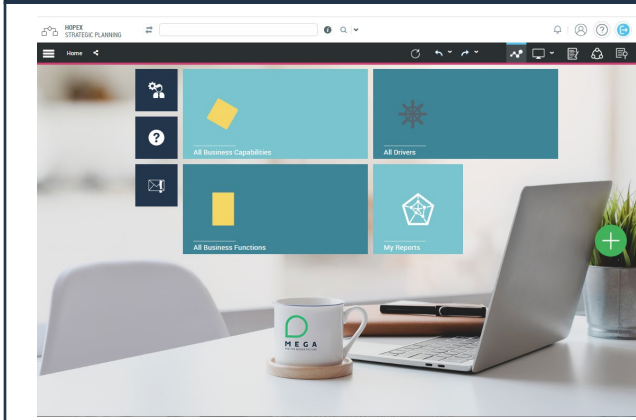 HOPEX
STRATEGIC PLANNING
Home
All Business Capabilities
All Drivers
All Business Functions
My Reports
MEGA